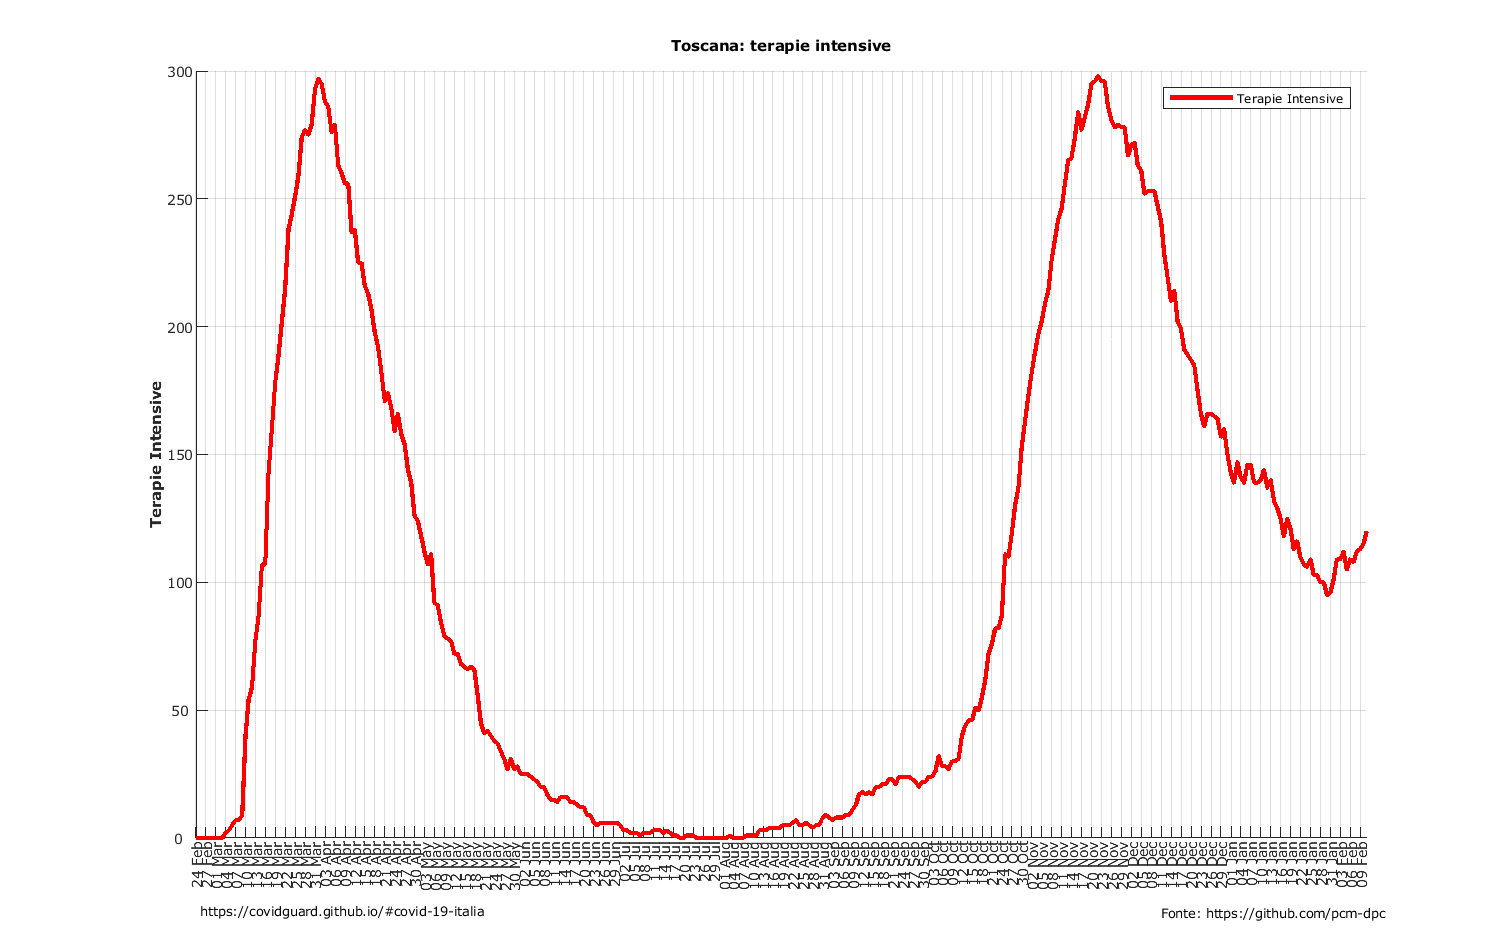 Toscana: terapie intensive
Terapie Intensive
Terapie Intensive
300
250
200
150
100
50
0
24 Feb
27 Feb
01 Mar
04 Mar
07 Mar
10 Mar
13 Mar
16 Mar
19 Mar
22 Mar
25 Mar
28 Mar
31 Mar
03 Apr
06 Apr
09 Apr
12 Apr
15 Apr
18 Apr
21 Apr
24 Apr
27 Apr
30 Apr
03 May
06 May
09 May
12 May
15 May
18 May
21 May
24 May
27 May
30 May
02 Jun
05 Jun
08 Jun
11 Jun
14 Jun
17 Jun
20 Jun
23 Jun
26 Jun
29 Jun
02 Jul
05 Jul
08 Jul
11 Jul
14 Jul
17 Jul
20 Jul
23 Jul
26 Jul
29 Jul
01 Aug
04 Aug
07 Aug
10 Aug
13 Aug
16 Aug
19 Aug
22 Aug
25 Aug
28 Aug
31 Aug
03 Sep
06 Sep
09 Sep
12 Sep
15 Sep
18 Sep
21 Sep
24 Sep
27 Sep
30 Sep
03 Oct
06 Oct
09 Oct
12 Oct
15 Oct
18 Oct
21 Oct
24 Oct
27 Oct
30 Oct
02 Nov
05 Nov
08 Nov
11 Nov
14 Nov
17 Nov
20 Nov
23 Nov
26 Nov
29 Nov
02 Dec
05 Dec
08 Dec
11 Dec
14 Dec
17 Dec
20 Dec
23 Dec
26 Dec
29 Dec
01 Jan
04 Jan
07 Jan
10 Jan
13 Jan
16 Jan
19 Jan
22 Jan
25 Jan
28 Jan
31 Jan
03 Feb
06 Feb
09 Feb
https://covidguard.github.io/#covid-19-italia
Fonte: https://github.com/pcm-dpc